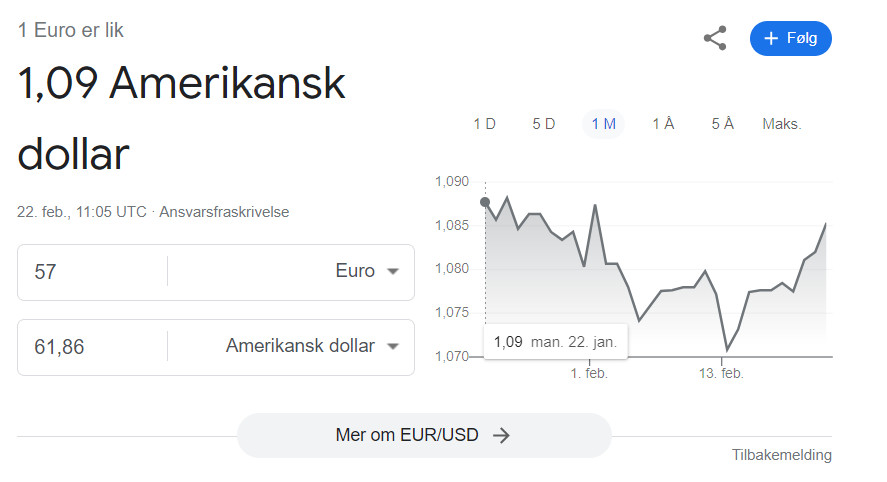 1 Euro er lik
1,09 Amerikansk
dollar
22. feb., 11:05 UTC · Ansvarsfraskrivelse
57 Euro
61,86 Amerikansk dollar
Følg
1 D 5 D 1 M 1 Å 5 Å Maks.
1,090
1,085
1,080
1,075
1,070
1,09 man. 22. jan.
1. feb. 13. feb.
Mer om EUR/USD
Tilbakemelding